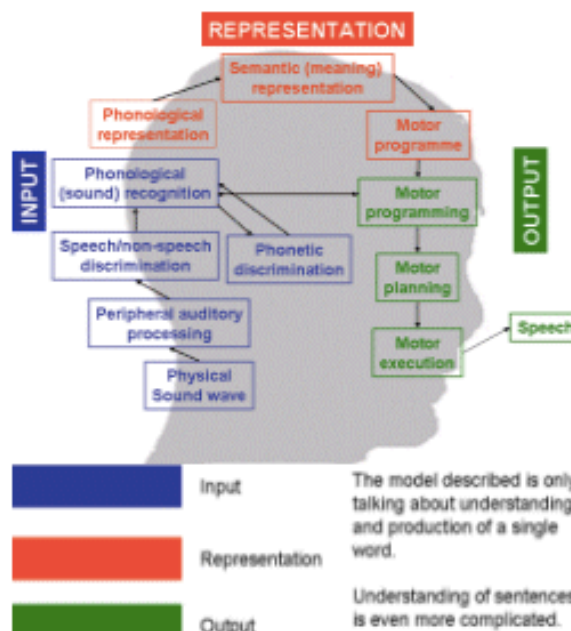 REPRESENTATION
Semantic (meaning)
representation
Phonological
representation
Motor
programme
INPUT
Phonological
(sound) recognition
Motor
programming
OUTPUT
Speech/non-speech
discrimination
Phonetic
discrimination
Motor
planning
Peripheral auditory
processing
Motor
execution
Speech
Physical
Sound wave
Input
The model described is only
talking about understanding
and production of a single
word.
Representation
Understanding of sentences
is even more complicated.
Output